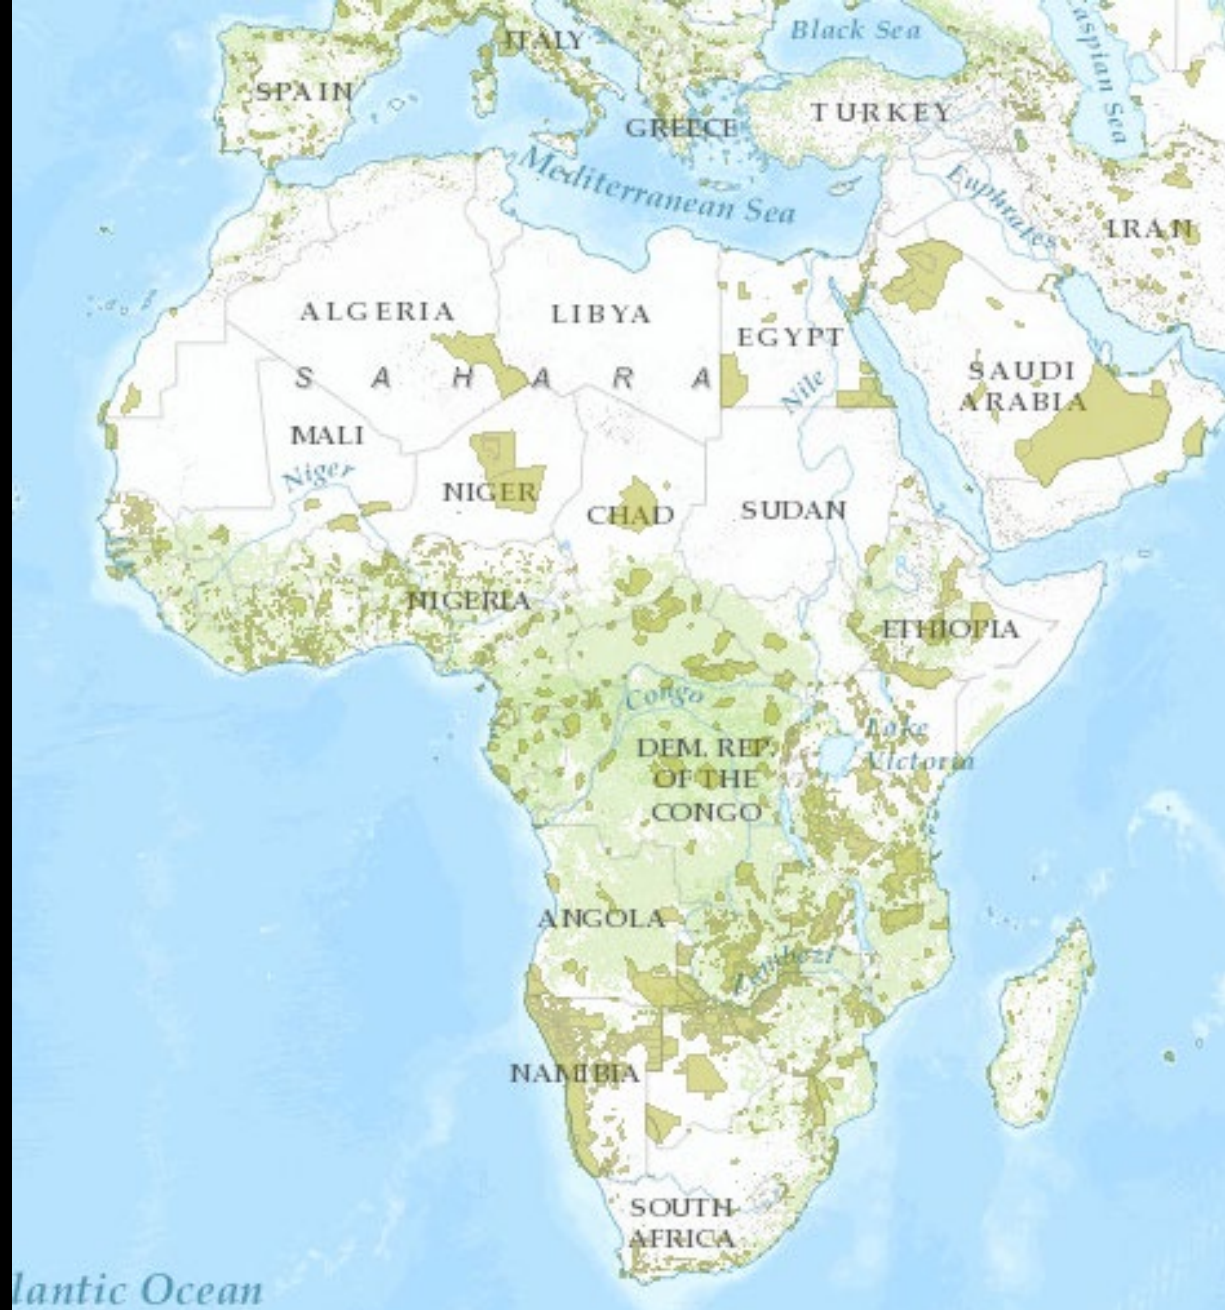 ITALY
Black Sea
Caspian Sea
SPAIN
TURKEY
GREECE
Mediterranean Sea
Euphrates
IRAN
ALGERIA
LIBYA
EGYPT
SAHARA
Nile
SAUDI
ARABIA
MALI
Niger
NIGER
CHAD
SUDAN
NIGERIA
ETHIOPIA
Congo
Lake
Victoria
DEM. REP.
OF THE
CONGO
ANGOLA
Zambezi
NAMIBIA
SOUTH
AFRICA
lantic Ocean